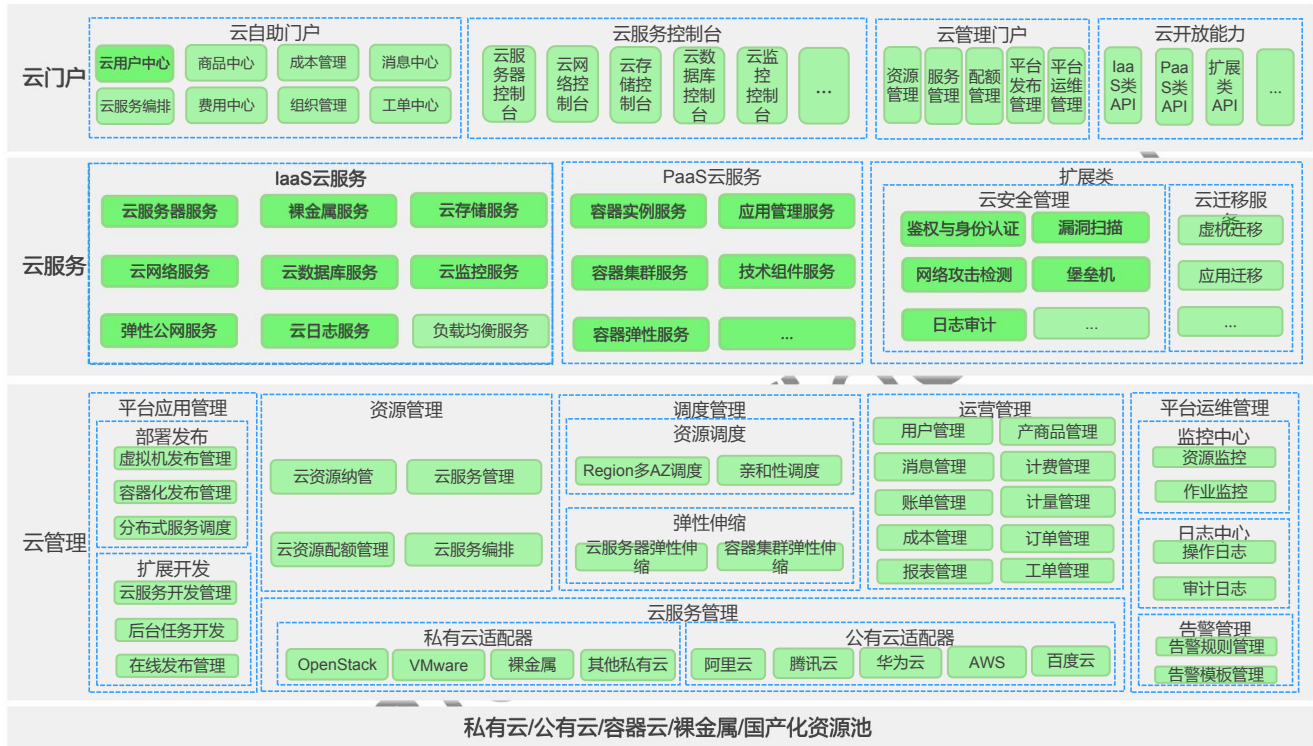 云门户
云自助门户
云用户中心
商品中心
成本管理
消息中心
云服务编排
费用中心
组织管理
工单中心
云服务控制台
云服
务器
控制
台
云网
络控
制台
云存
储控
制台
云数
据库
控制
台
云监
控
控制
台
...
云管理门户
资源
管理
服务
管理
配额
管理
平台
发布
管理
平台
运维
管理
云开放能力
Iaa
S类
API
Paa
S类
API
扩展
类
API
...
云服务
IaaS云服务
云服务器服务
裸金属服务
云存储服务
云网络服务
云数据库服务
云监控服务
弹性公网服务
云日志服务
负载均衡服务
PaaS云服务
容器实例服务
应用管理服务
容器集群服务
技术组件服务
容器弹性服务
...
扩展类
云安全管理
鉴权与身份认证
漏洞扫描
网络攻击检测
堡垒机
日志审计
...
云迁移服
务
虚机迁移
应用迁移
...
云管理
平台应用管理
部署发布
虚拟机发布管理
容器化发布管理
分布式服务调度
扩展开发
云服务开发管理
后台任务开发
在线发布管理
资源管理
云资源纳管
云服务管理
云资源配额管理
云服务编排
调度管理
资源调度
Region多AZ调度
亲和性调度
弹性伸缩
云服务器弹性伸
缩
容器集群弹性伸
缩
运营管理
用户管理
产商品管理
消息管理
计费管理
账单管理
计量管理
成本管理
订单管理
报表管理
工单管理
云服务管理
私有云适配器
OpenStack
VMware
裸金属
其他私有云
公有云适配器
阿里云
腾讯云
华为云
AWS
百度云
平台运维管理
监控中心
资源监控
作业监控
日志中心
操作日志
审计日志
告警管理
告警规则管理
告警模板管理
私有云/公有云/容器云/裸金属/国产化资源池